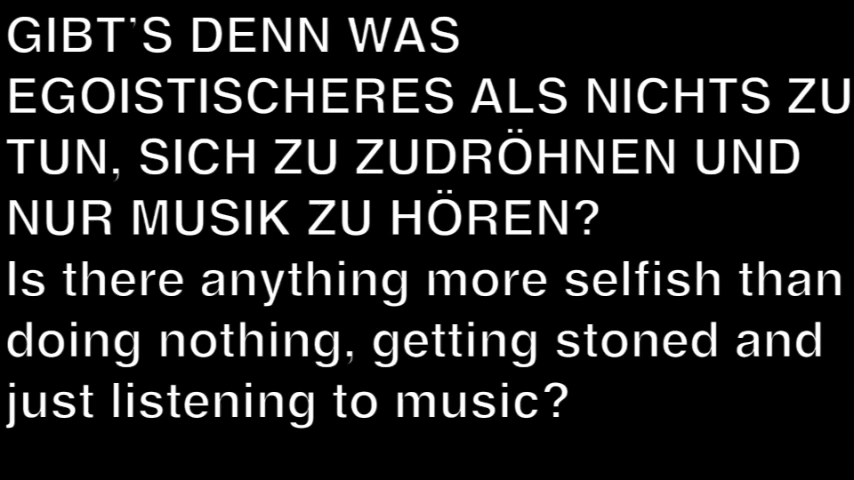 GIBT'S DENN WAS
EGOISTISCHERES ALS NICHTS ZU
TUN, SICH ZU ZUDRÖHNEN UND
NUR MUSIK ZU HÖREN?
Is there anything more selfish than
doing nothing, getting stoned and
just listening to music?